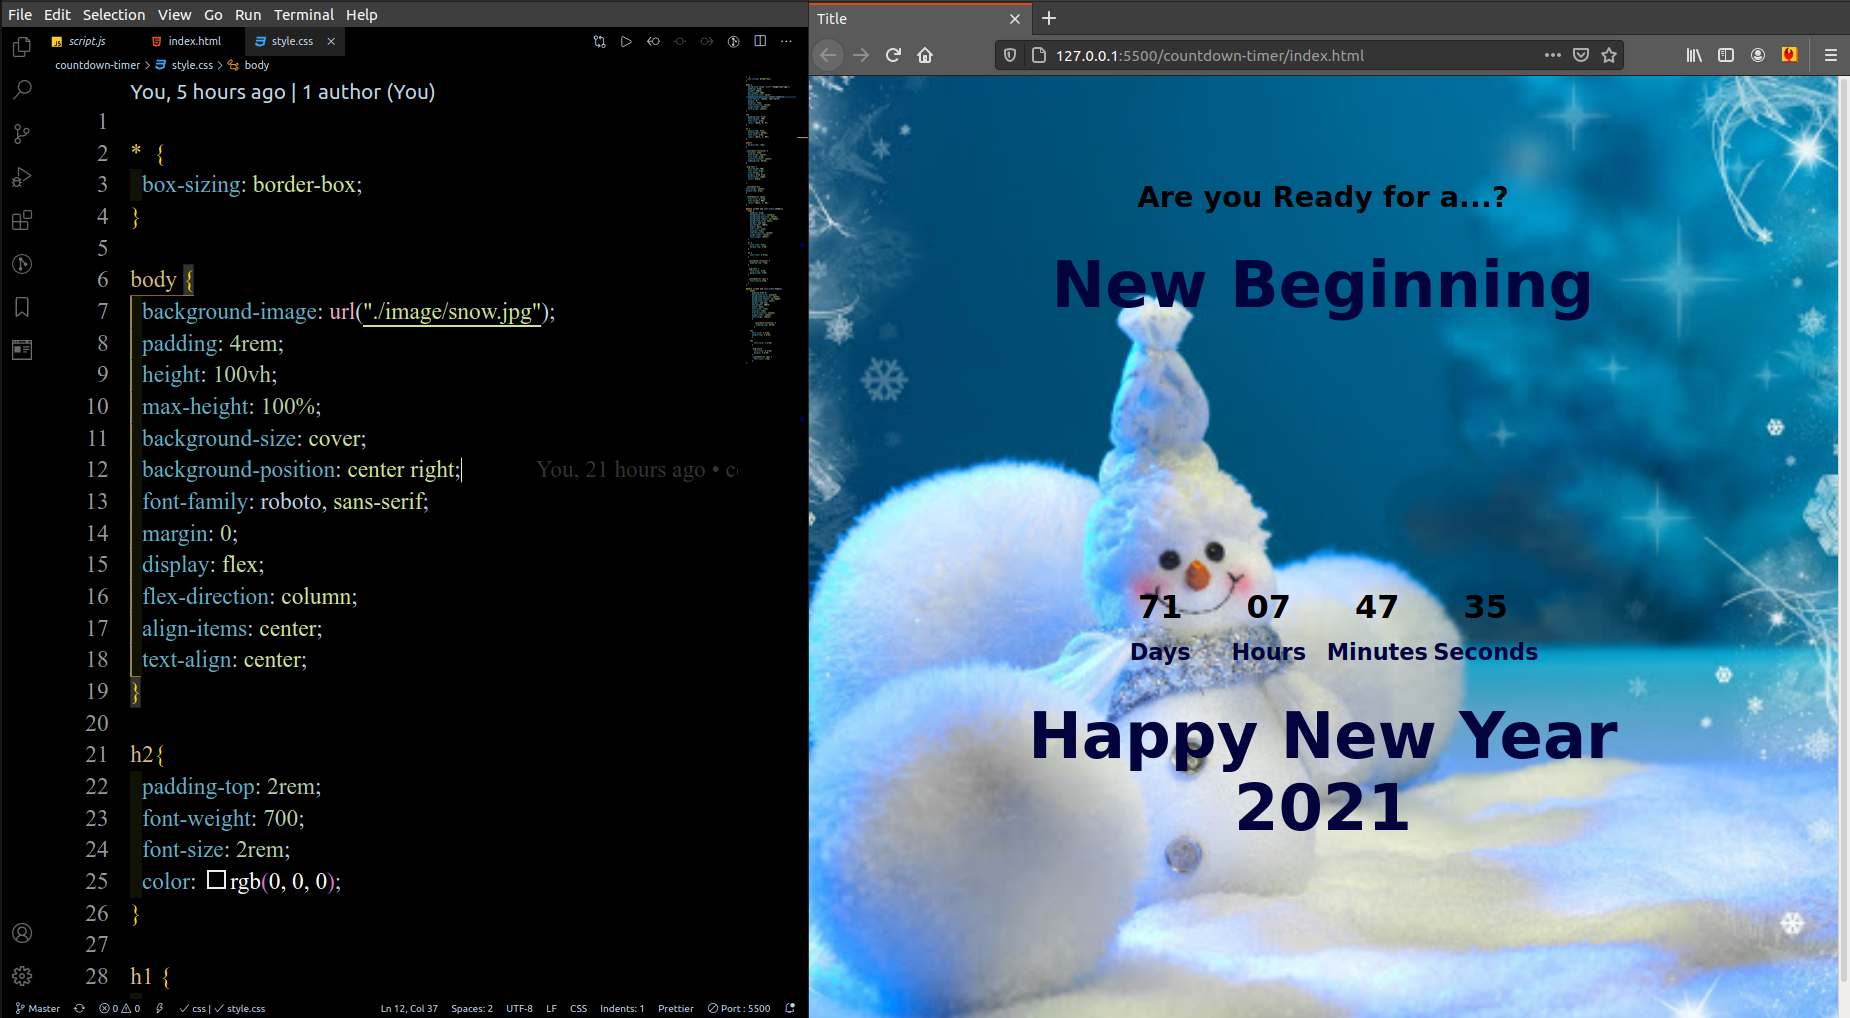 File Edit Selection View Go Run Terminal Help
script.js index.html style.css
countdown-timer > style.css > body
You, 5 hours ago | 1 author (You)
1
2 * {
3 box-sizing: border-box;
4 }
5
6 body {
7 background-image: url("./image/snow.jpg");
8 padding: 4rem;
9 height: 100vh;
10 max-height: 100%;
11 background-size: cover;
12 background-position: center right; You, 21 hours ago •
13 font-family: roboto, sans-serif;
14 margin: 0;
15 display: flex;
16 flex-direction: column;
17 align-items: center;
18 text-align: center;
19 }
20
21 h2{
22 padding-top: 2rem;
23 font-weight: 700;
24 font-size: 2rem;
25 color: rgb(0, 0, 0);
26 }
27
28 h1 {
Master 0 0 css | style.css Ln 12, Col 37 Spaces: 2 UTF-8 LF CSS Indents: 1 Prettier Port : 5500
Title
127.0.0.1:5500/countdown-timer/index.html
Are you Ready for a...?
New Beginning
71 07 47 35
Days Hours Minutes Seconds
Happy New Year
2021